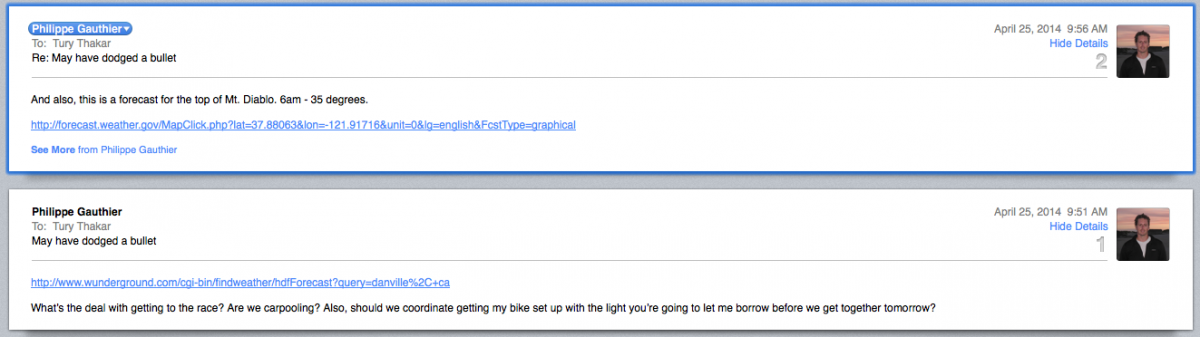 Philippe Gauthier
April 25, 2014 9:56 AM
To: Tury Thakar
Hide Details
Re: May have dodged a bullet
2
And also, this is a forecast for the top of Mt. Diablo. 6am - 35 degrees.
http://forecast.weather.gov/MapClick.php?lat=37.88063&lon=-121.91716&unit=0&lg=english&FcstType=graphical
See More from Philippe Gauthier
Philippe Gauthier
April 25, 2014 9:51 AM
To: Tury Thakar
Hide Details
May have dodged a bullet
1
http://www.wunderground.com/cgi-bin/findweather/hdfForecast?query=danville%2C+ca
What's the deal with getting to the race? Are we carpooling? Also, should we coordinate getting my bike set up with the light you're going to let me borrow before we get together tomorrow?